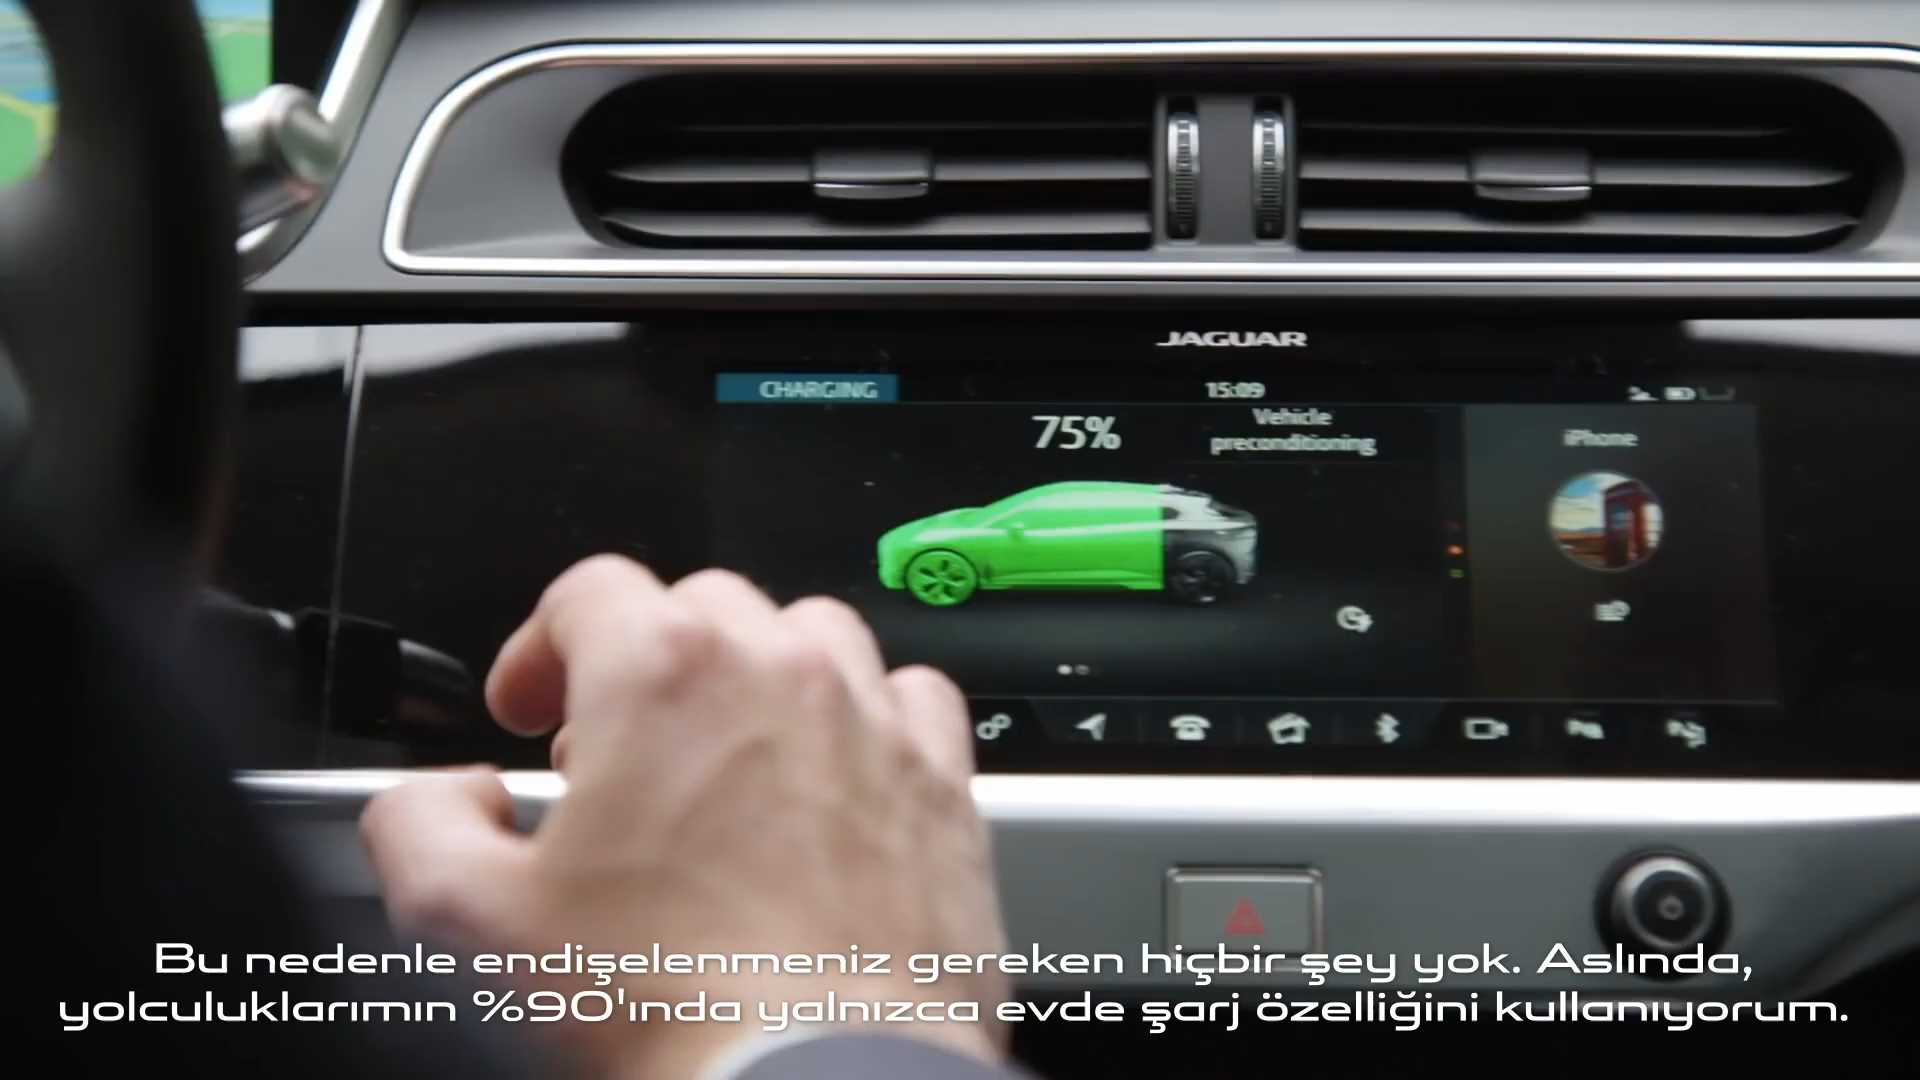 JAGUAR
CHARGING
15:09
75%
Vehicle
preconditioning
iPhone
Bu nedenle endişelenmeniz gereken hiçbir şey yok. Aslında,
yolculuklarımın %90'ında yalnızca evde şarj özelliğini kullanıyorum.